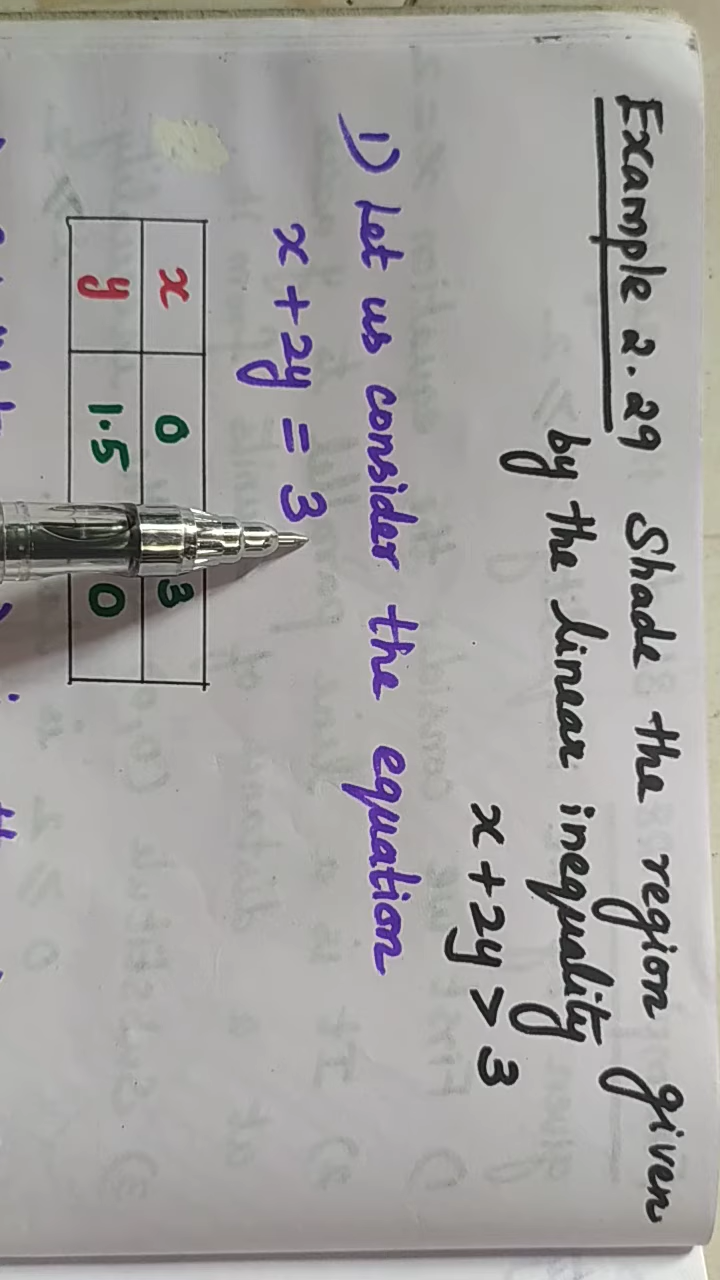 Example 2.29 Shade the region given
by the linear inequality
x + 2y > 3
1) Let us consider the equation
x + 2y = 3
x 0 3
y 1.5 0